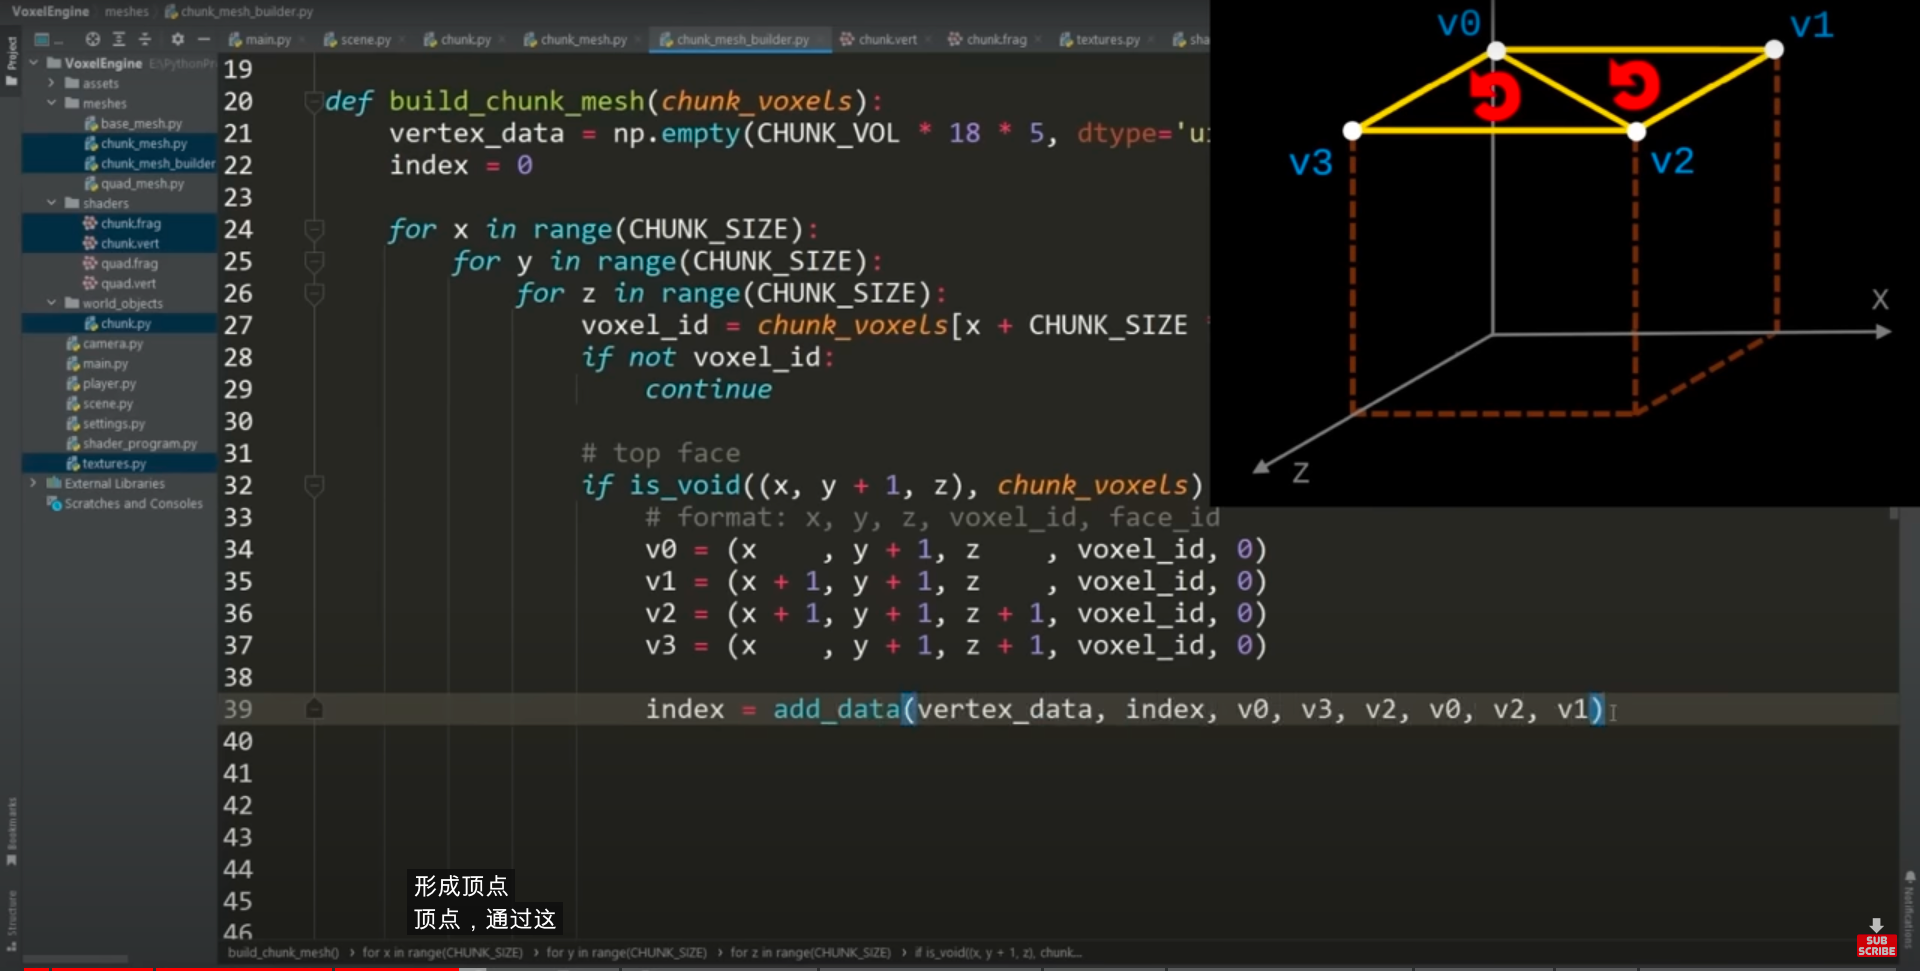 VoxelEngine meshes chunk_mesh_builder.py
main.py scene.py chunk.py chunk_mesh.py chunk_mesh_builder.py chunk.vert chunk.frag textures.py sha
Project
VoxelEngine E:\PythonPr
assets
meshes
base_mesh.py
chunk_mesh.py
chunk_mesh_builder
quad_mesh.py
shaders
chunk.frag
chunk.vert
quad.frag
quad.vert
world_objects
chunk.py
camera.py
main.py
player.py
scene.py
settings.py
shader_program.py
textures.py
External Libraries
Scratches and Consoles
Bookmarks
Structure
19
20 def build_chunk_mesh(chunk_voxels):
21 vertex_data = np.empty(CHUNK_VOL * 18 * 5, dtype='ui
22 index = 0
23
24 for x in range(CHUNK_SIZE):
25 for y in range(CHUNK_SIZE):
26 for z in range(CHUNK_SIZE):
27 voxel_id = chunk_voxels[x + CHUNK_SIZE
28 if not voxel_id:
29 continue
30
31 # top face
32 if is_void((x, y + 1, z), chunk_voxels)
33 # format: x, y, z, voxel_id, face_id
34 v0 = (x , y + 1, z , voxel_id, 0)
35 v1 = (x + 1, y + 1, z , voxel_id, 0)
36 v2 = (x + 1, y + 1, z + 1, voxel_id, 0)
37 v3 = (x , y + 1, z + 1, voxel_id, 0)
38
39 index = add_data(vertex_data, index, v0, v3, v2, v0, v2, v1)
40
41
42
43
44
45
46
v0
v1
v3
v2
X
Z
形成顶点
顶点，通过这
build_chunk_mesh() › for x in range(CHUNK_SIZE) › for y in range(CHUNK_SIZE) › for z in range(CHUNK_SIZE) › if is_void((x, y + 1, z), chunk...
Notifications
SUB
SCRIBE